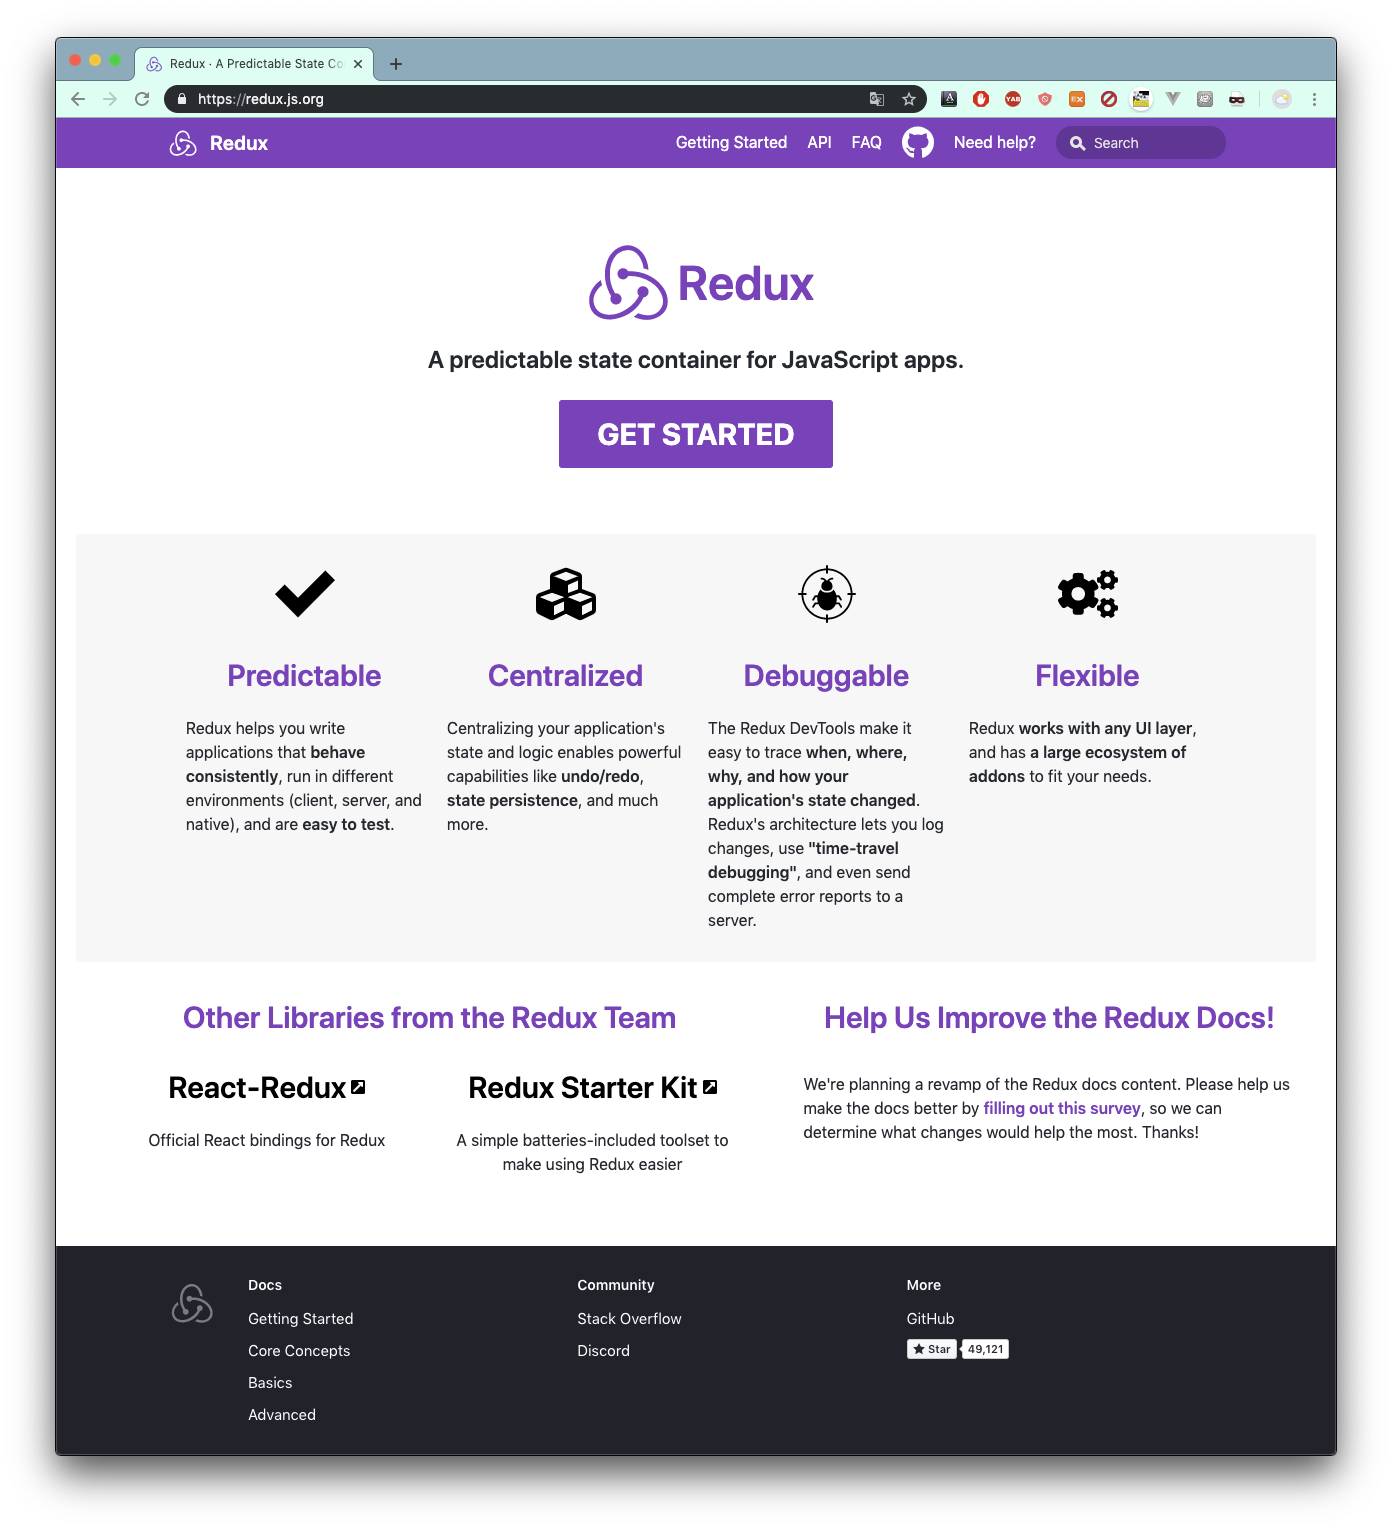 Redux · A Predictable State Co
https://redux.js.org
Redux
Getting Started
API
FAQ
Need help?
Search
Redux
A predictable state container for JavaScript apps.
GET STARTED
Predictable
Redux helps you write
applications that behave
consistently, run in different
environments (client, server, and
native), and are easy to test.
Centralized
Centralizing your application's
state and logic enables powerful
capabilities like undo/redo,
state persistence, and much
more.
Debuggable
The Redux DevTools make it
easy to trace when, where,
why, and how your
application's state changed.
Redux's architecture lets you log
changes, use "time-travel
debugging", and even send
complete error reports to a
server.
Flexible
Redux works with any UI layer,
and has a large ecosystem of
addons to fit your needs.
Other Libraries from the Redux Team
React-Redux
Official React bindings for Redux
Redux Starter Kit
A simple batteries-included toolset to
make using Redux easier
Help Us Improve the Redux Docs!
We're planning a revamp of the Redux docs content. Please help us
make the docs better by filling out this survey, so we can
determine what changes would help the most. Thanks!
Docs
Getting Started
Core Concepts
Basics
Advanced
Community
Stack Overflow
Discord
More
GitHub
Star 49,121